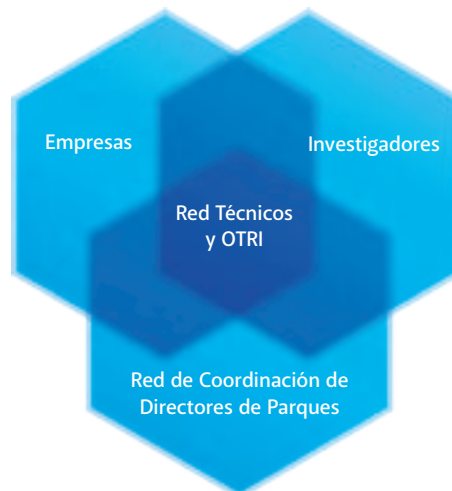 Empresas
Investigadores
Red Técnicos
y OTRI
Red de Coordinación de
Directores de Parques